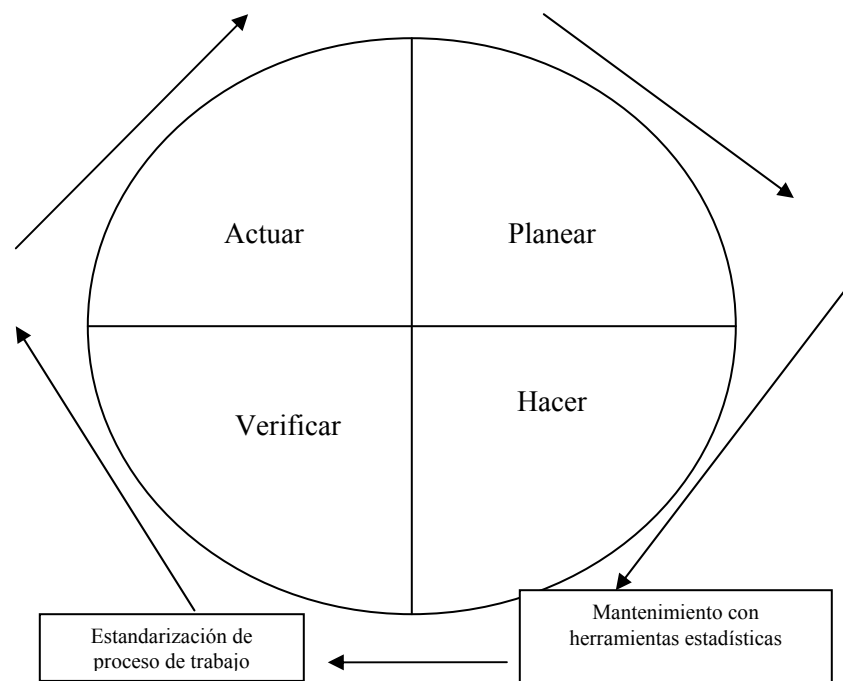 Actuar
Planear
Verificar
Hacer
Estandarización de
proceso de trabajo
Mantenimiento con
herramientas estadísticas